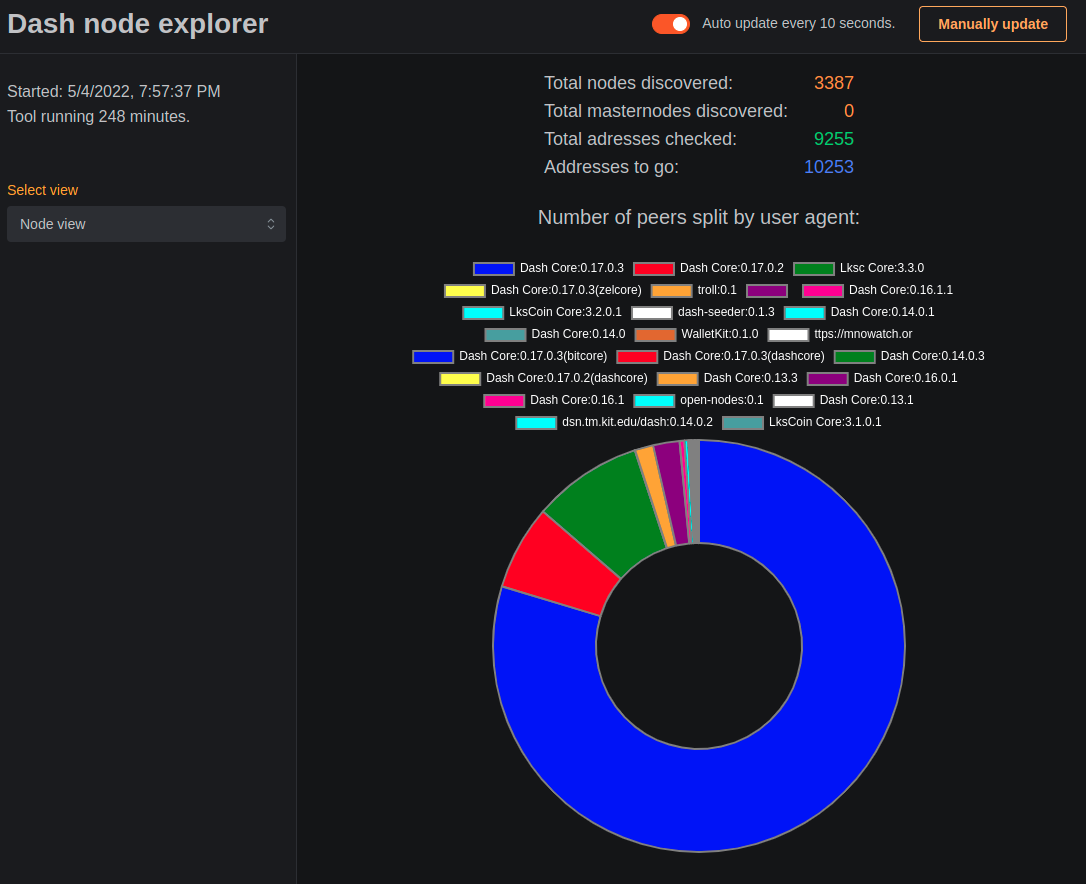 Dash node explorer
Auto update every 10 seconds.
Manually update
Started: 5/4/2022, 7:57:37 PM
Tool running 248 minutes.
Select view
Node view
Total nodes discovered: 3387
Total masternodes discovered: 0
Total adresses checked: 9255
Addresses to go: 10253
Number of peers split by user agent:
Dash Core:0.17.0.3 Dash Core:0.17.0.2 Lksc Core:3.3.0
Dash Core:0.17.0.3(zelcore) troll:0.1 Dash Core:0.16.1.1
LksCoin Core:3.2.0.1 dash-seeder:0.1.3 Dash Core:0.14.0.1
Dash Core:0.14.0 WalletKit:0.1.0 ttps://mnowatch.or
Dash Core:0.17.0.3(bitcore) Dash Core:0.17.0.3(dashcore) Dash Core:0.14.0.3
Dash Core:0.17.0.2(dashcore) Dash Core:0.13.3 Dash Core:0.16.0.1
Dash Core:0.16.1 open-nodes:0.1 Dash Core:0.13.1
dsn.tm.kit.edu/dash:0.14.0.2 LksCoin Core:3.1.0.1